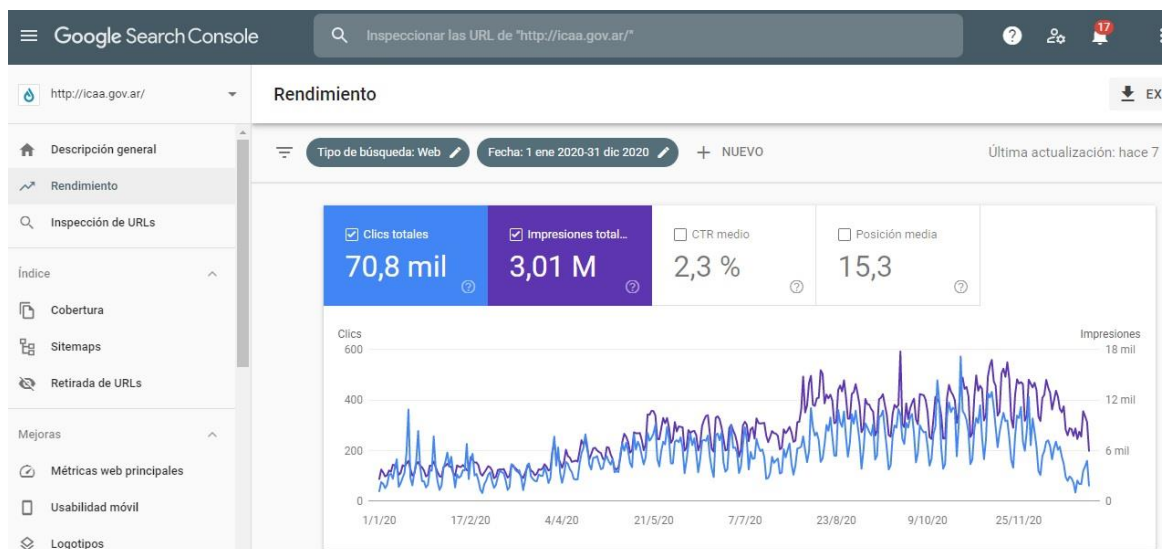 Google Search Console
Inspeccionar las URL de "http://icaa.gov.ar/"
17
http://icaa.gov.ar/
Rendimiento
EX
Descripción general
Rendimiento
Inspección de URLs
Índice
Cobertura
Sitemaps
Retirada de URLs
Mejoras
Métricas web principales
Usabilidad móvil
Logotipos
Tipo de búsqueda: Web
Fecha: 1 ene 2020-31 dic 2020
+ NUEVO
Última actualización: hace 7
Clics totales
70,8 mil
Impresiones total...
3,01 M
CTR medio
2,3 %
Posición media
15,3
Clics
Impresiones
600
18 mil
400
12 mil
200
6 mil
0
0
1/1/20 17/2/20 4/4/20 21/5/20 7/7/20 23/8/20 9/10/20 25/11/20